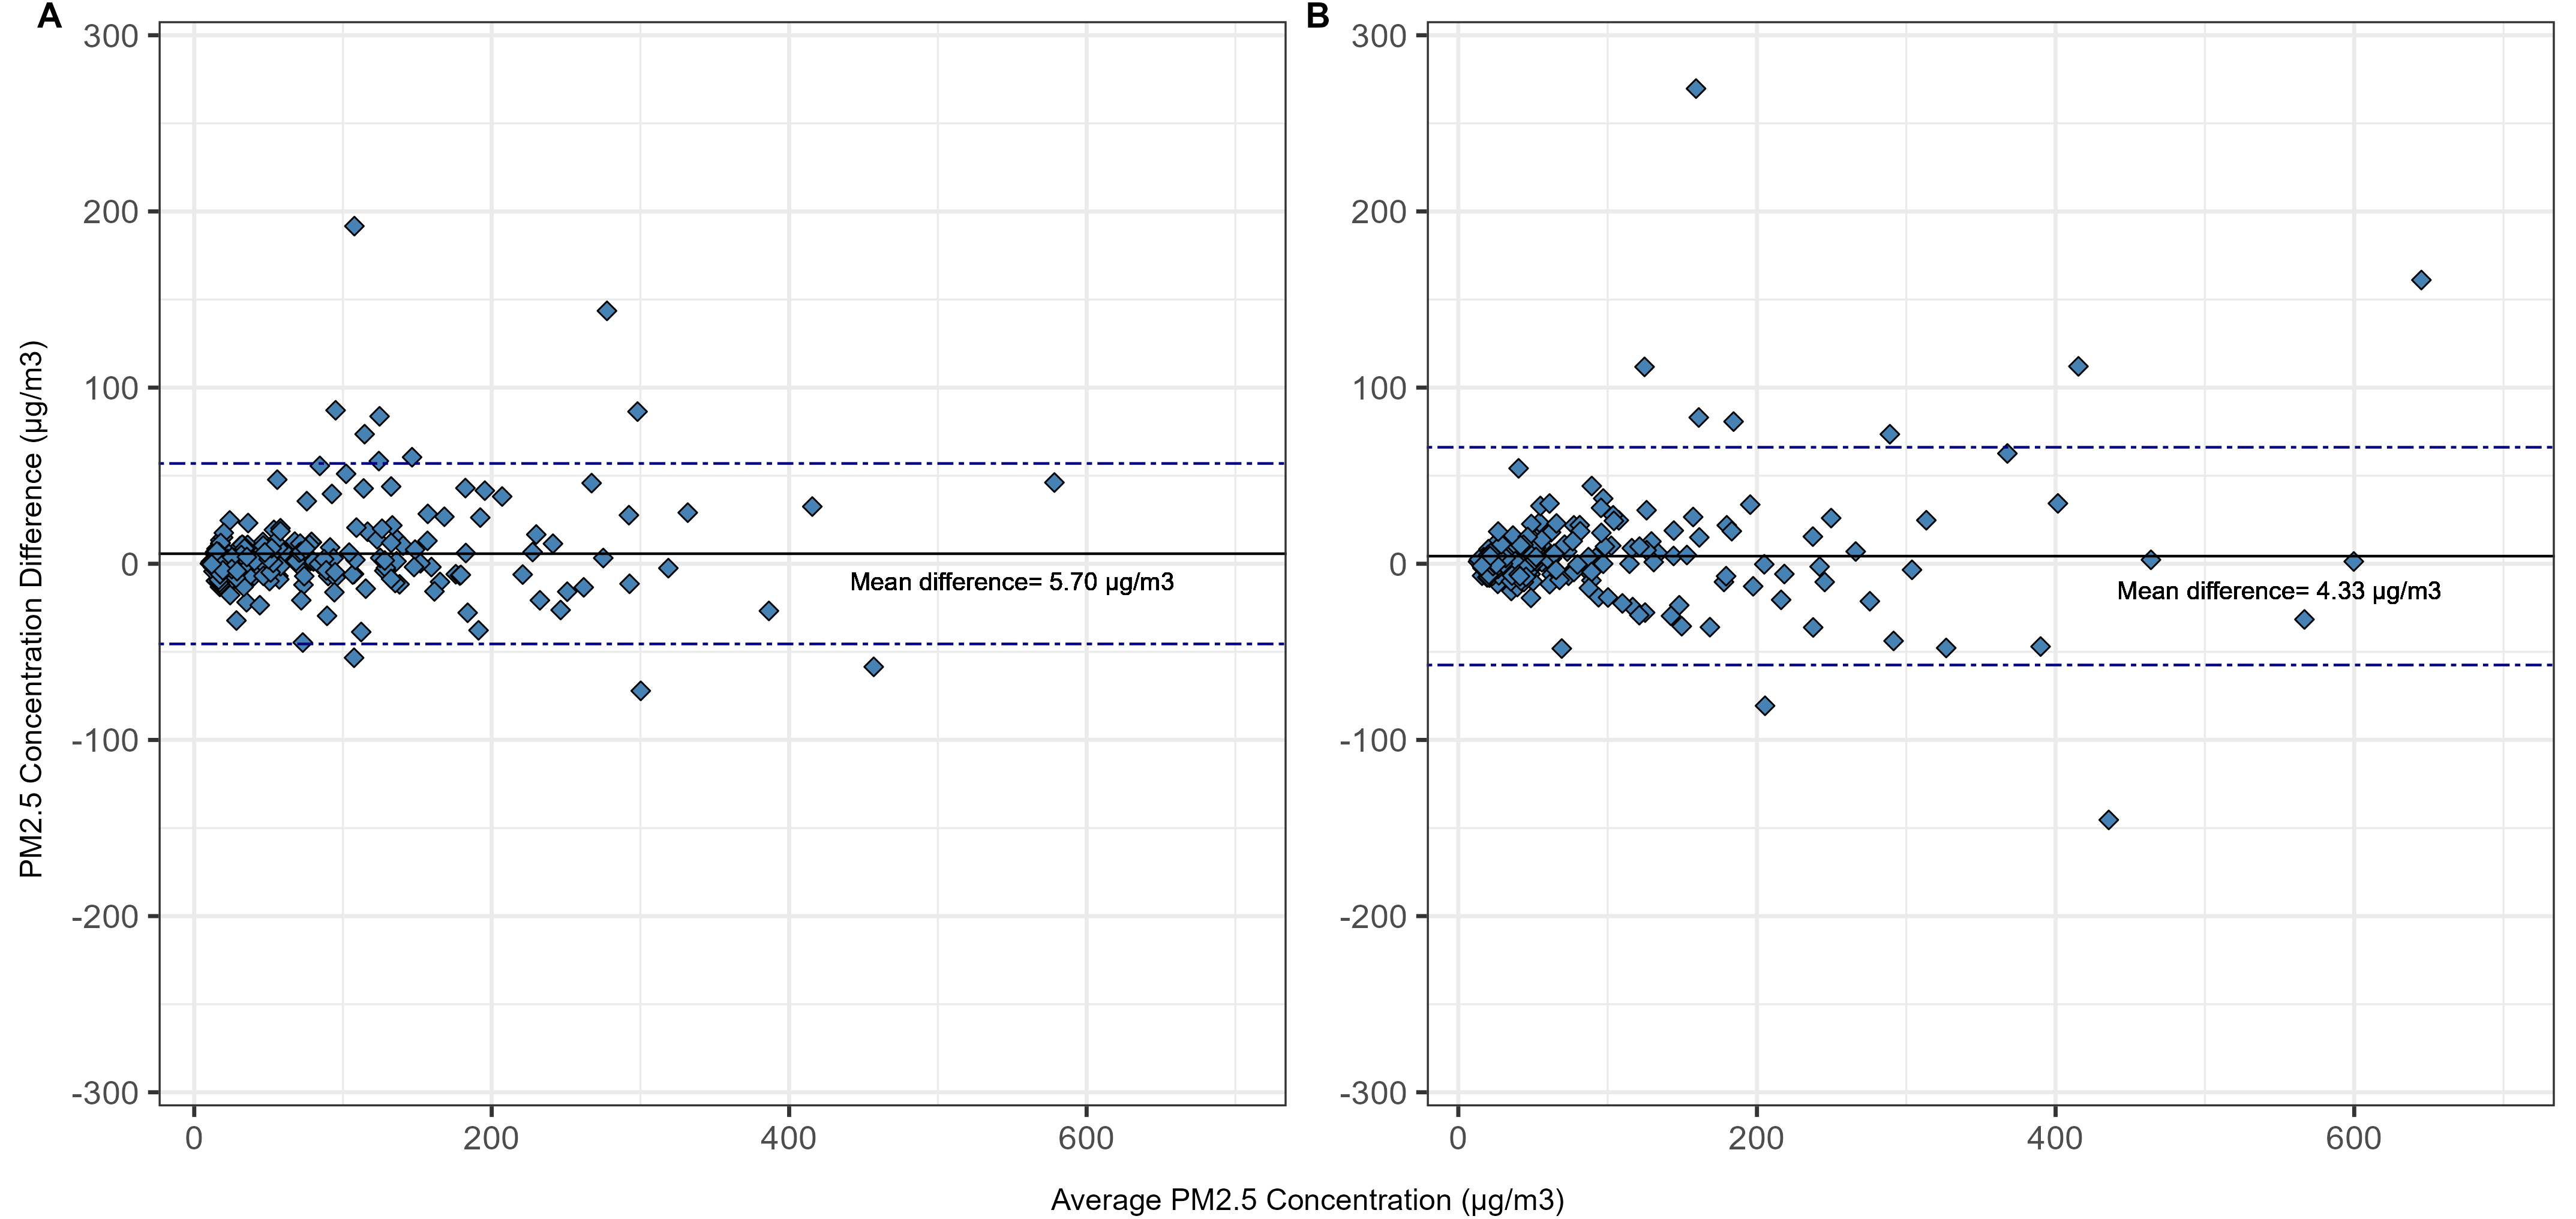 A
B
300
200
100
0
-100
-200
-300
300
200
100
0
-100
-200
-300
PM2.5 Concentration Difference (µg/m3)
Mean difference= 5.70 µg/m3
Mean difference= 4.33 µg/m3
0 200 400 600
0 200 400 600
Average PM2.5 Concentration (µg/m3)